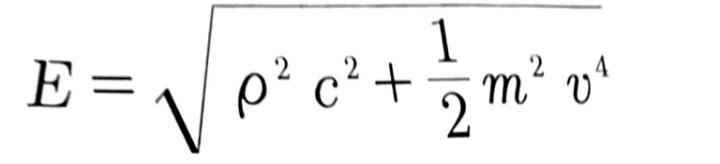 E = √(ρ² c² + 1/2 m² v⁴)